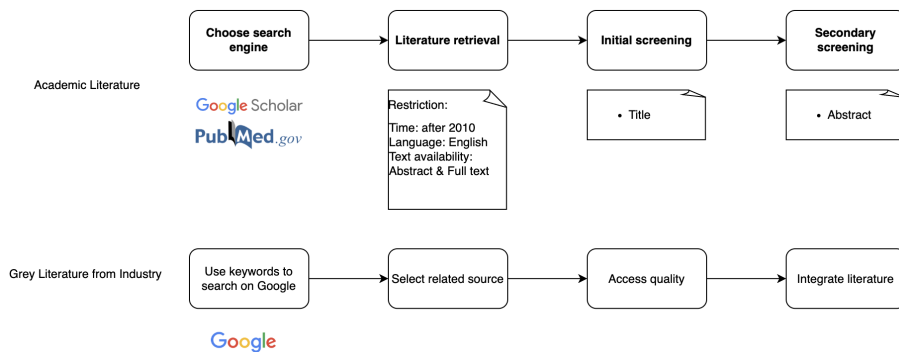 Choose search
engine
Literature retrieval
Initial screening
Secondary
screening
Academic Literature
Google Scholar
PubMed.gov
Restriction:
Time: after 2010
Language: English
Text availability:
Abstract & Full text
• Title
• Abstract
Grey Literature from Industry
Use keywords to
search on Google
Select related source
Access quality
Integrate literature
Google